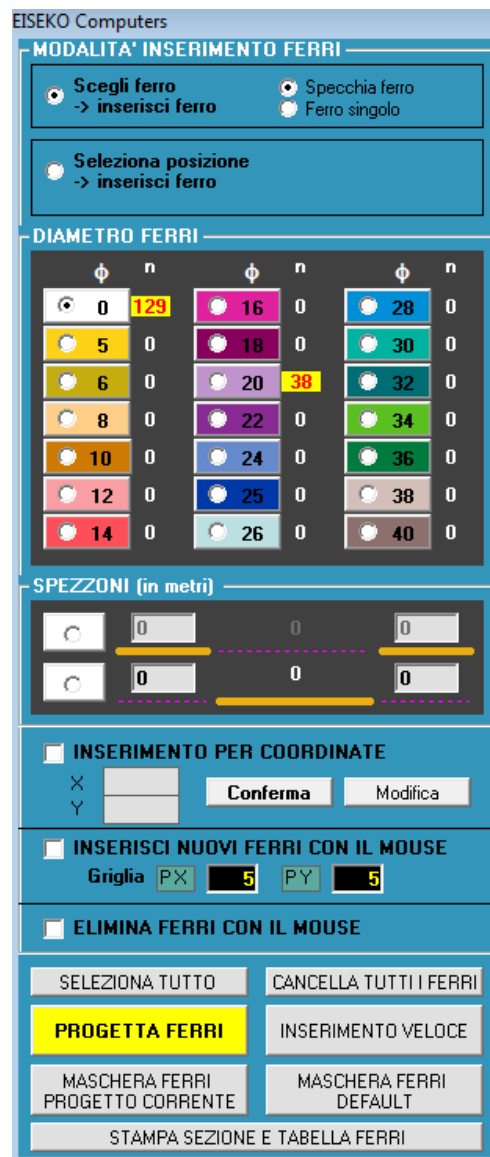 EISEKO Computers
MODALITA' INSERIMENTO FERRI
Scegli ferro
-> inserisci ferro
Specchia ferro
Ferro singolo
Seleziona posizione
-> inserisci ferro
DIAMETRO FERRI
ϕ n ϕ n ϕ n
0 129 16 0 28 0
5 0 18 0 30 0
6 0 20 38 32 0
8 0 22 0 34 0
10 0 24 0 36 0
12 0 25 0 38 0
14 0 26 0 40 0
SPEZZONI (in metri)
0 0 0
0 0 0
INSERIMENTO PER COORDINATE
X
Y
Conferma Modifica
INSERISCI NUOVI FERRI CON IL MOUSE
Griglia PX 5 PY 5
ELIMINA FERRI CON IL MOUSE
SELEZIONA TUTTO CANCELLA TUTTI I FERRI
PROGETTA FERRI INSERIMENTO VELOCE
MASCHERA FERRI
PROGETTO CORRENTE
MASCHERA FERRI
DEFAULT
STAMPA SEZIONE E TABELLA FERRI